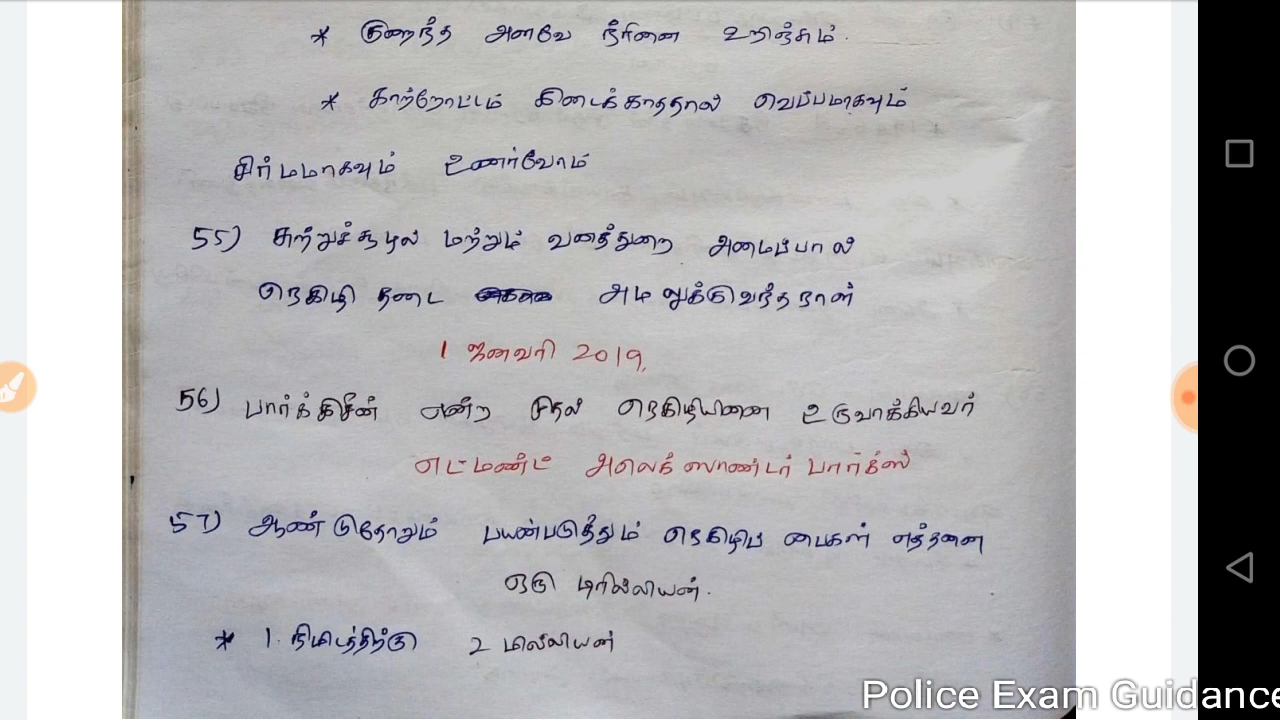 * குறைந்த அளவே நீரினை உறிஞ்சும்.
* காற்றோட்டம் கிடைக்காததால் வெப்பமாகவும்
சிரமமாகவும் உணர்வோம்
55) சுற்றுச்சூழல் மற்றும் வனத்துறை அமைப்பால்
நெகிழி தடை அமலுக்குவந்த நாள்
1 ஜனவரி 2019.
56) பார்க்கிசீன் என்ற முதல் நெகிழியினை உருவாக்கியவர்
எட்மண்ட் அலெக்ஸாண்டர் பார்க்ஸ்
57) ஆண்டுதோறும் பயன்படுத்தும் நெகிழிப் பைகள் எத்தனை
ஒரு டிரில்லியன்.
* 1 நிமிடத்திற்கு 2 மில்லியன்
Police Exam Guidance